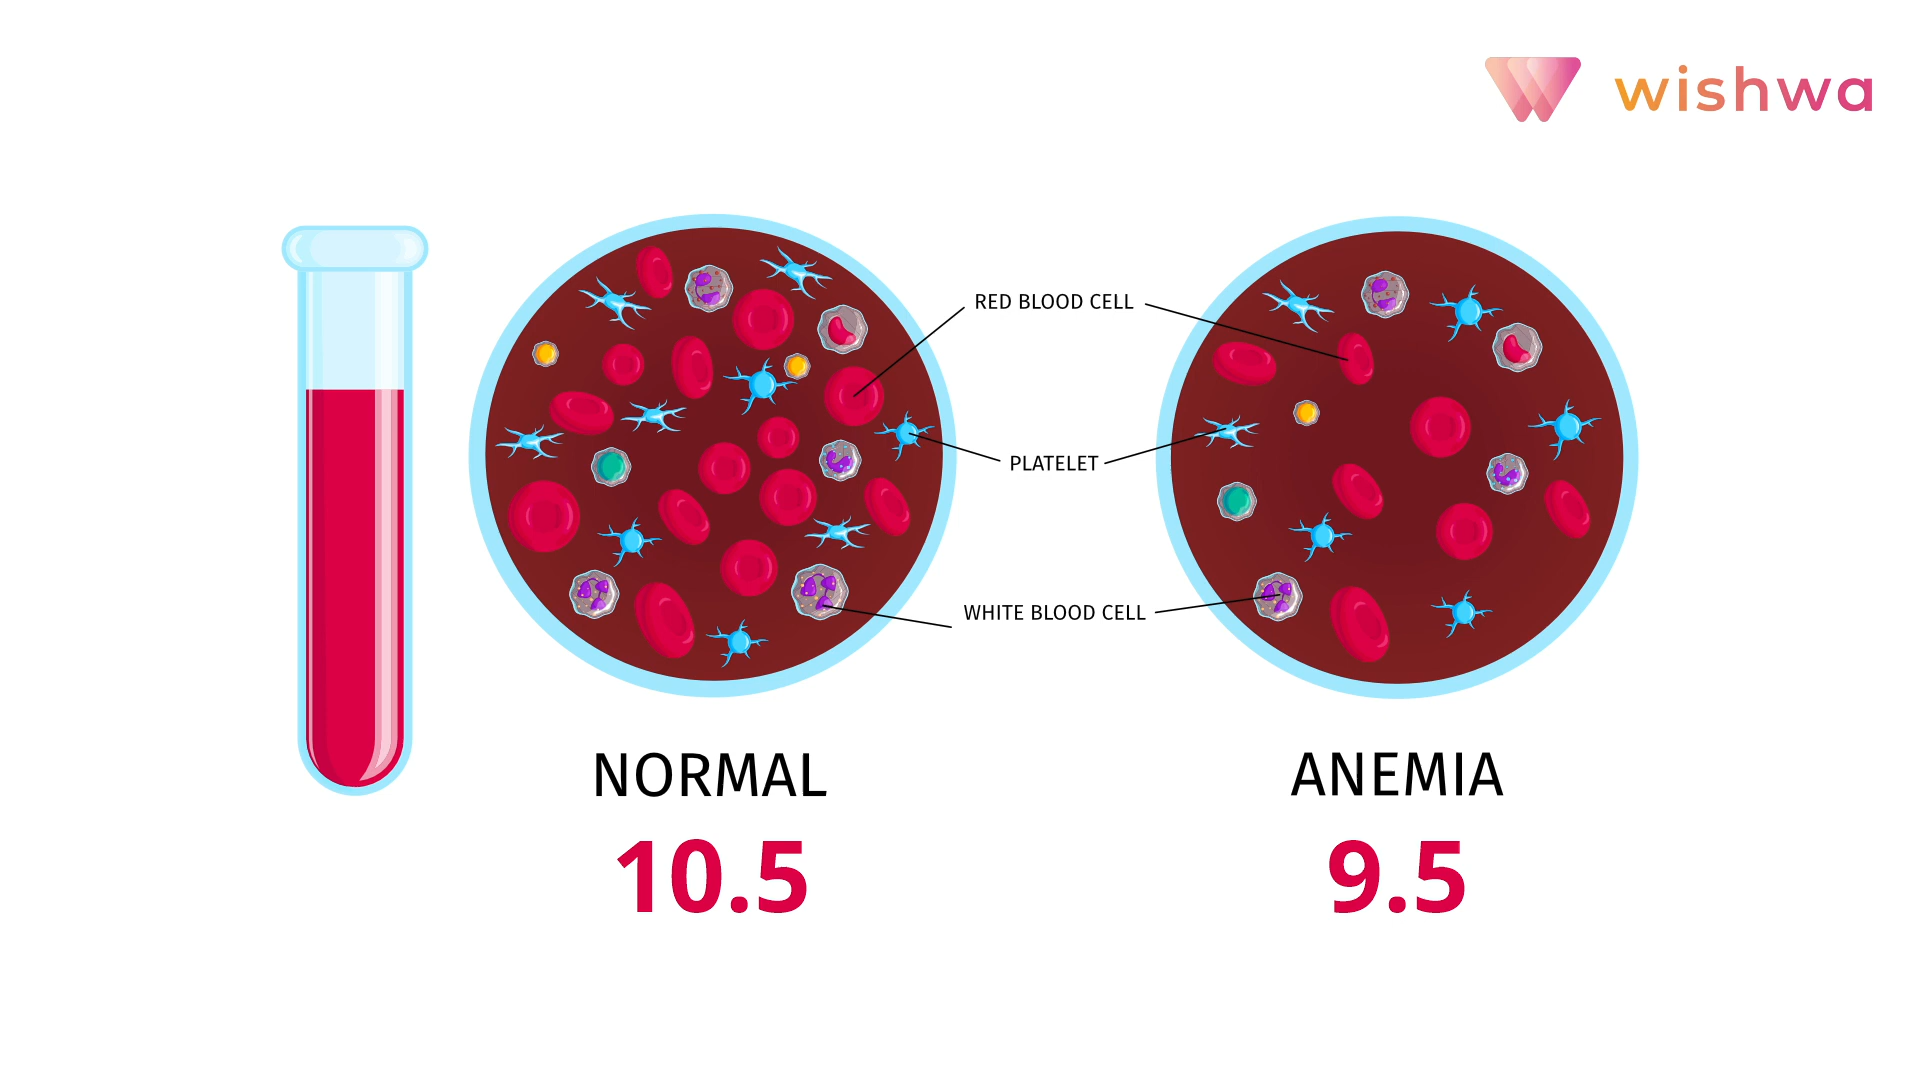 wishwa
RED BLOOD CELL
PLATELET
WHITE BLOOD CELL
NORMAL
ANEMIA
10.5
9.5